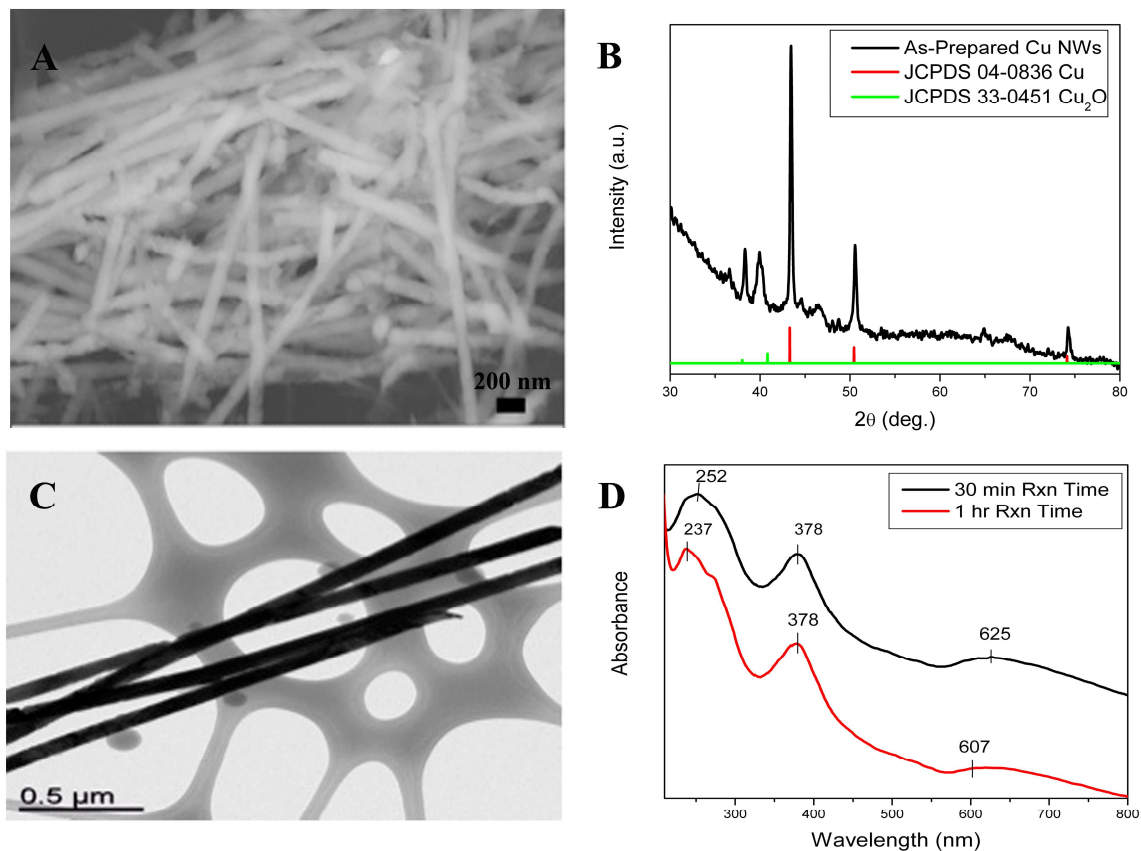 A
200 nm
B
As-Prepared Cu NWs
JCPDS 04-0836 Cu
JCPDS 33-0451 Cu₂O
Intensity (a.u.)
30 40 50 60 70 80
2θ (deg.)
C
0.5 µm
D
30 min Rxn Time
1 hr Rxn Time
252
237
378
378
625
607
Absorbance
300 400 500 600 700 800
Wavelength (nm)